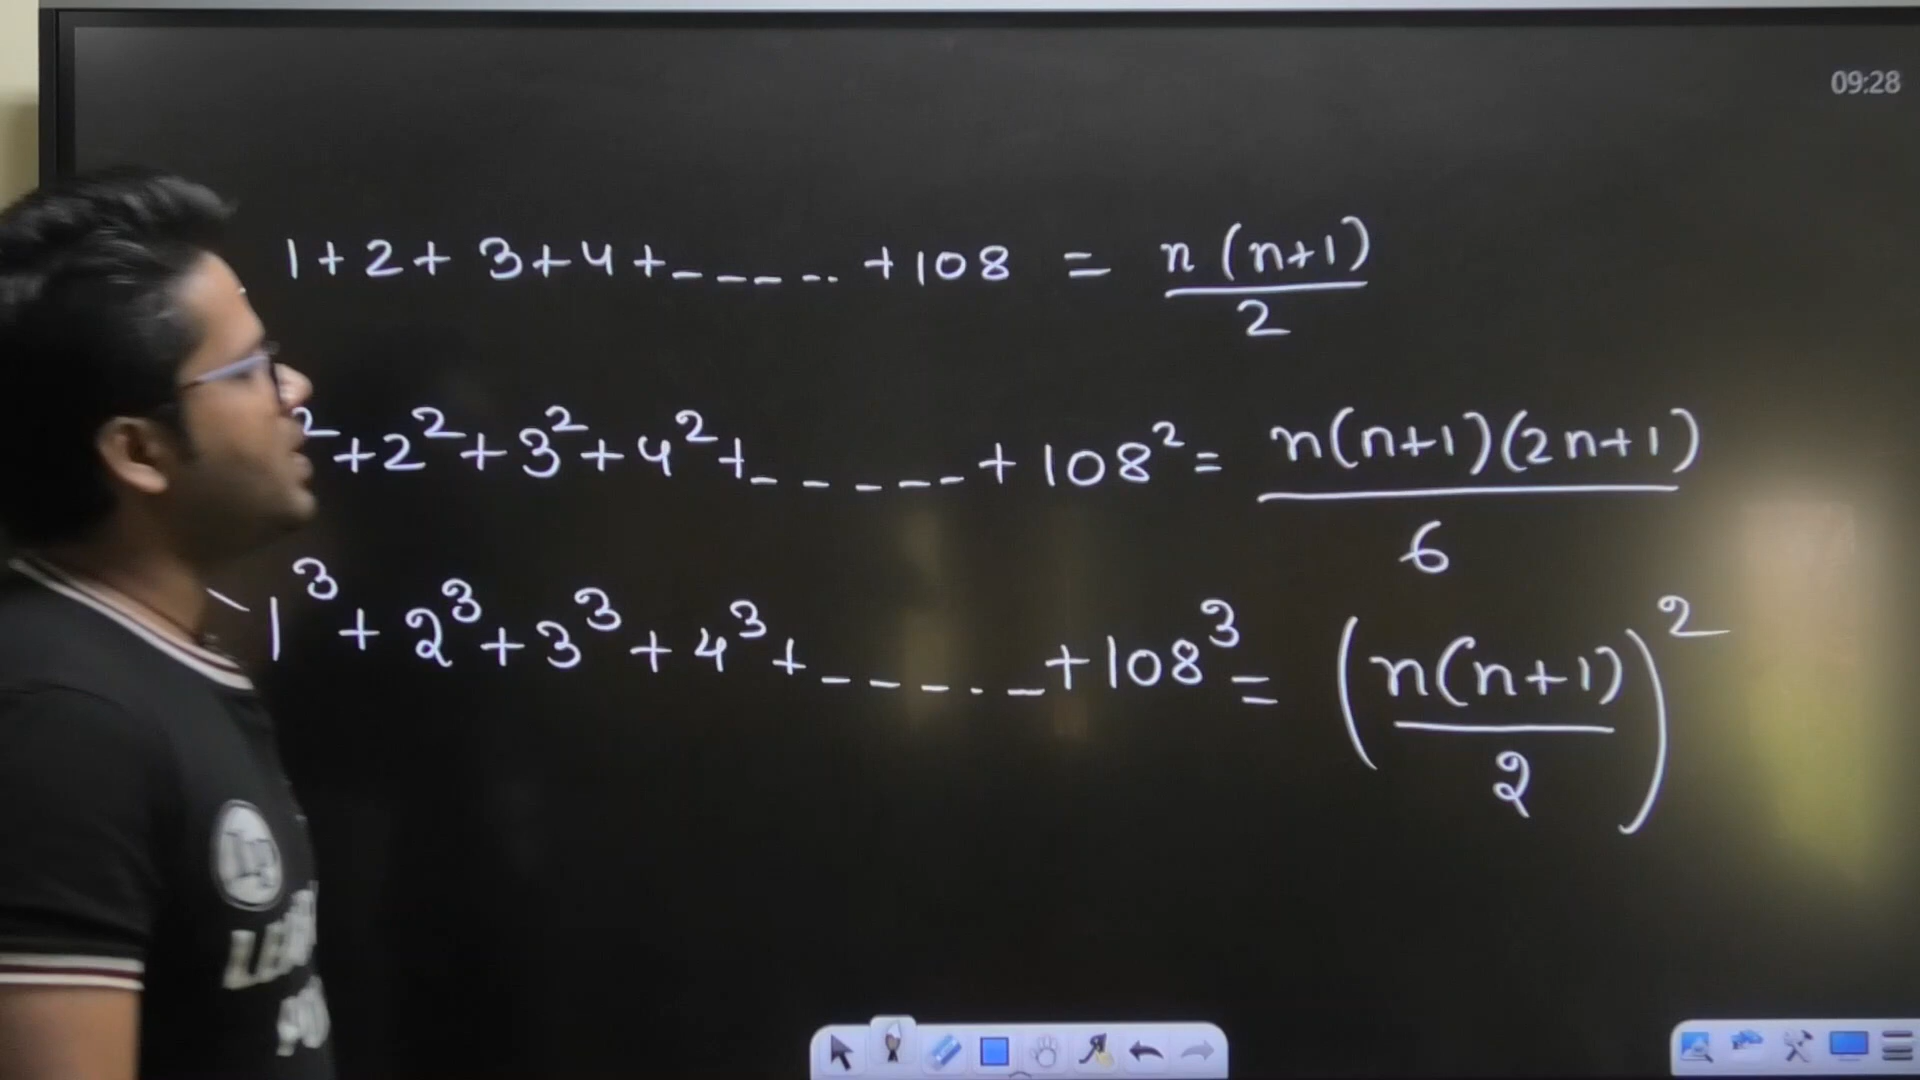 09:28
1+2+3+4+----- +108 = n(n+1)/2
²+2²+3²+4²+-----+108² = n(n+1)(2n+1)/6
1³+2³+3³+4³+-----+108³ = (n(n+1)/2)²